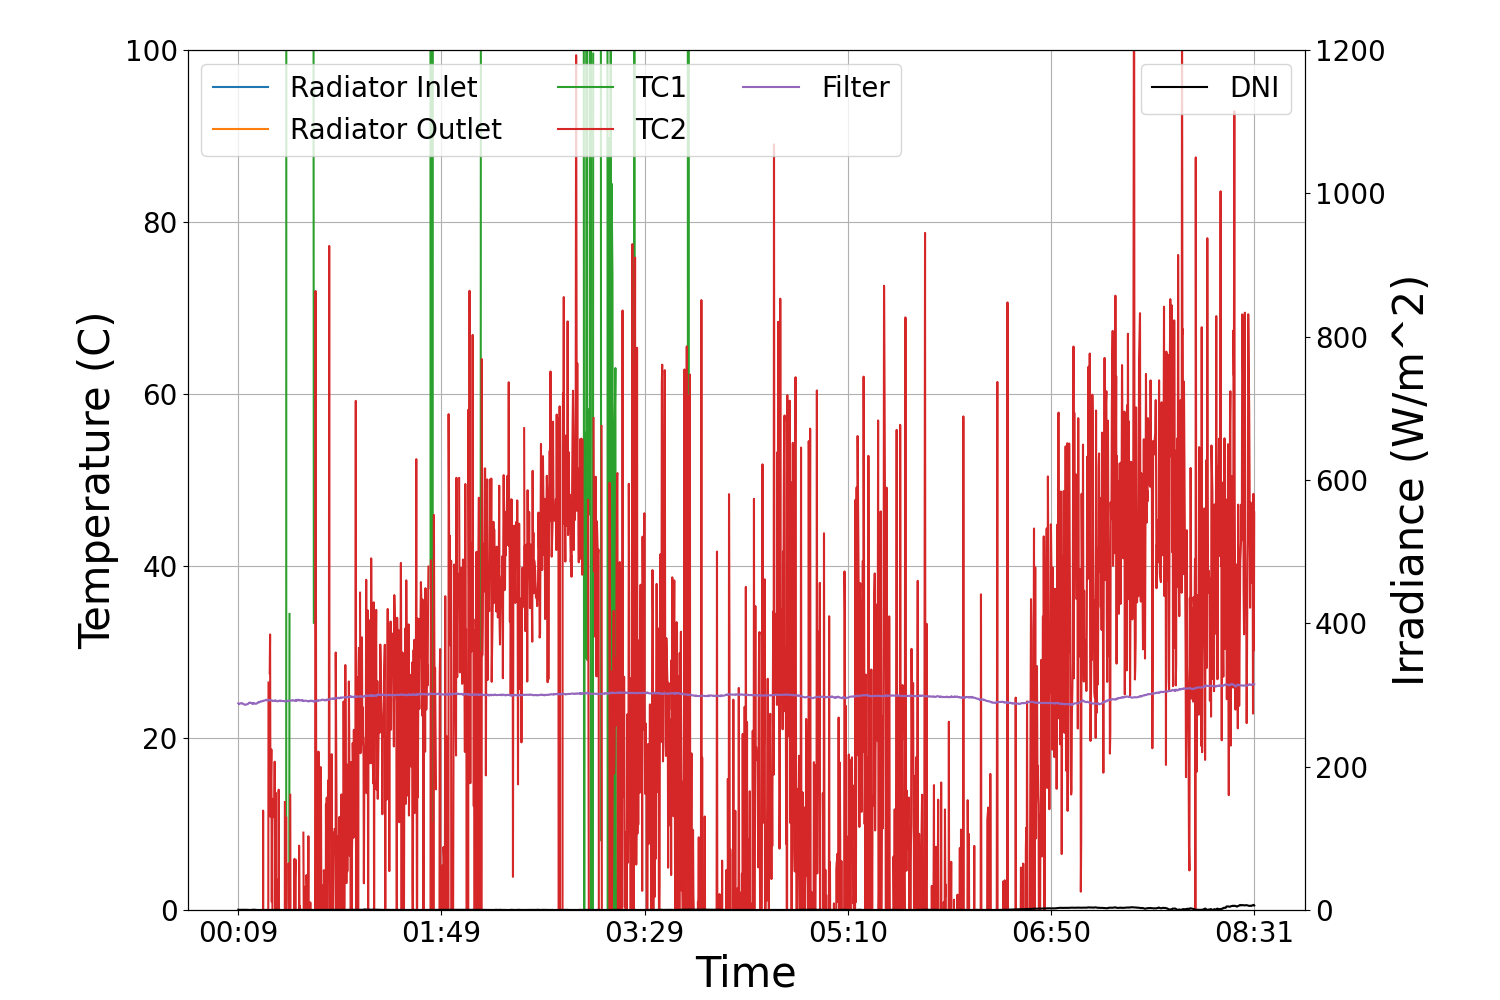 100
80
60
40
20
0
Temperature (C)
Radiator Inlet
Radiator Outlet
TC1
TC2
Filter
DNI
1200
1000
800
600
400
200
0
Irradiance (W/m^2)
00:09 01:49 03:29 05:10 06:50 08:31
Time